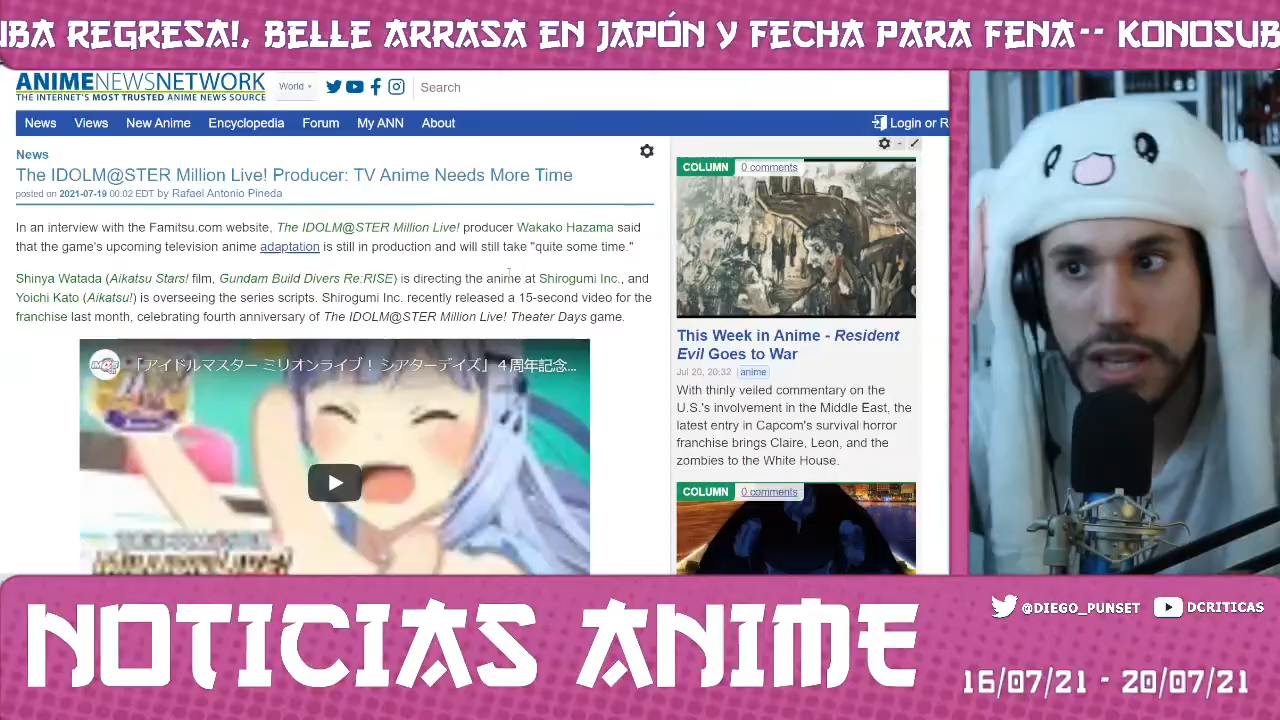 UBA REGRESA!, BELLE ARRASA EN JAPÓN Y FECHA PARA FENA-- KONOSUB
ANIMENEWSNETWORK
THE INTERNET'S MOST TRUSTED ANIME NEWS SOURCE
World
Search
News Views New Anime Encyclopedia Forum My ANN About
Login or R
News
The IDOLM@STER Million Live! Producer: TV Anime Needs More Time
posted on 2021-07-19 00:02 EDT by Rafael Antonio Pineda
In an interview with the Famitsu.com website, The IDOLM@STER Million Live! producer Wakako Hazama said
that the game's upcoming television anime adaptation is still in production and will still take "quite some time."
Shinya Watada (Aikatsu Stars! film, Gundam Build Divers Re:RISE) is directing the anime at Shirogumi Inc., and
Yoichi Kato (Aikatsu!) is overseeing the series scripts. Shirogumi Inc. recently released a 15-second video for the
franchise last month, celebrating fourth anniversary of The IDOLM@STER Million Live! Theater Days game.
「アイドルマスター ミリオンライブ！ シアターデイズ」４周年記念...
COLUMN 0 comments
This Week in Anime - Resident
Evil Goes to War
Jul 20, 20:32 anime
With thinly veiled commentary on the
U.S.'s involvement in the Middle East, the
latest entry in Capcom's survival horror
franchise brings Claire, Leon, and the
zombies to the White House.
COLUMN 0 comments
NOTICIAS ANIME
@DIEGO_PUNSET DCRITICAS
16/07/21 - 20/07/21